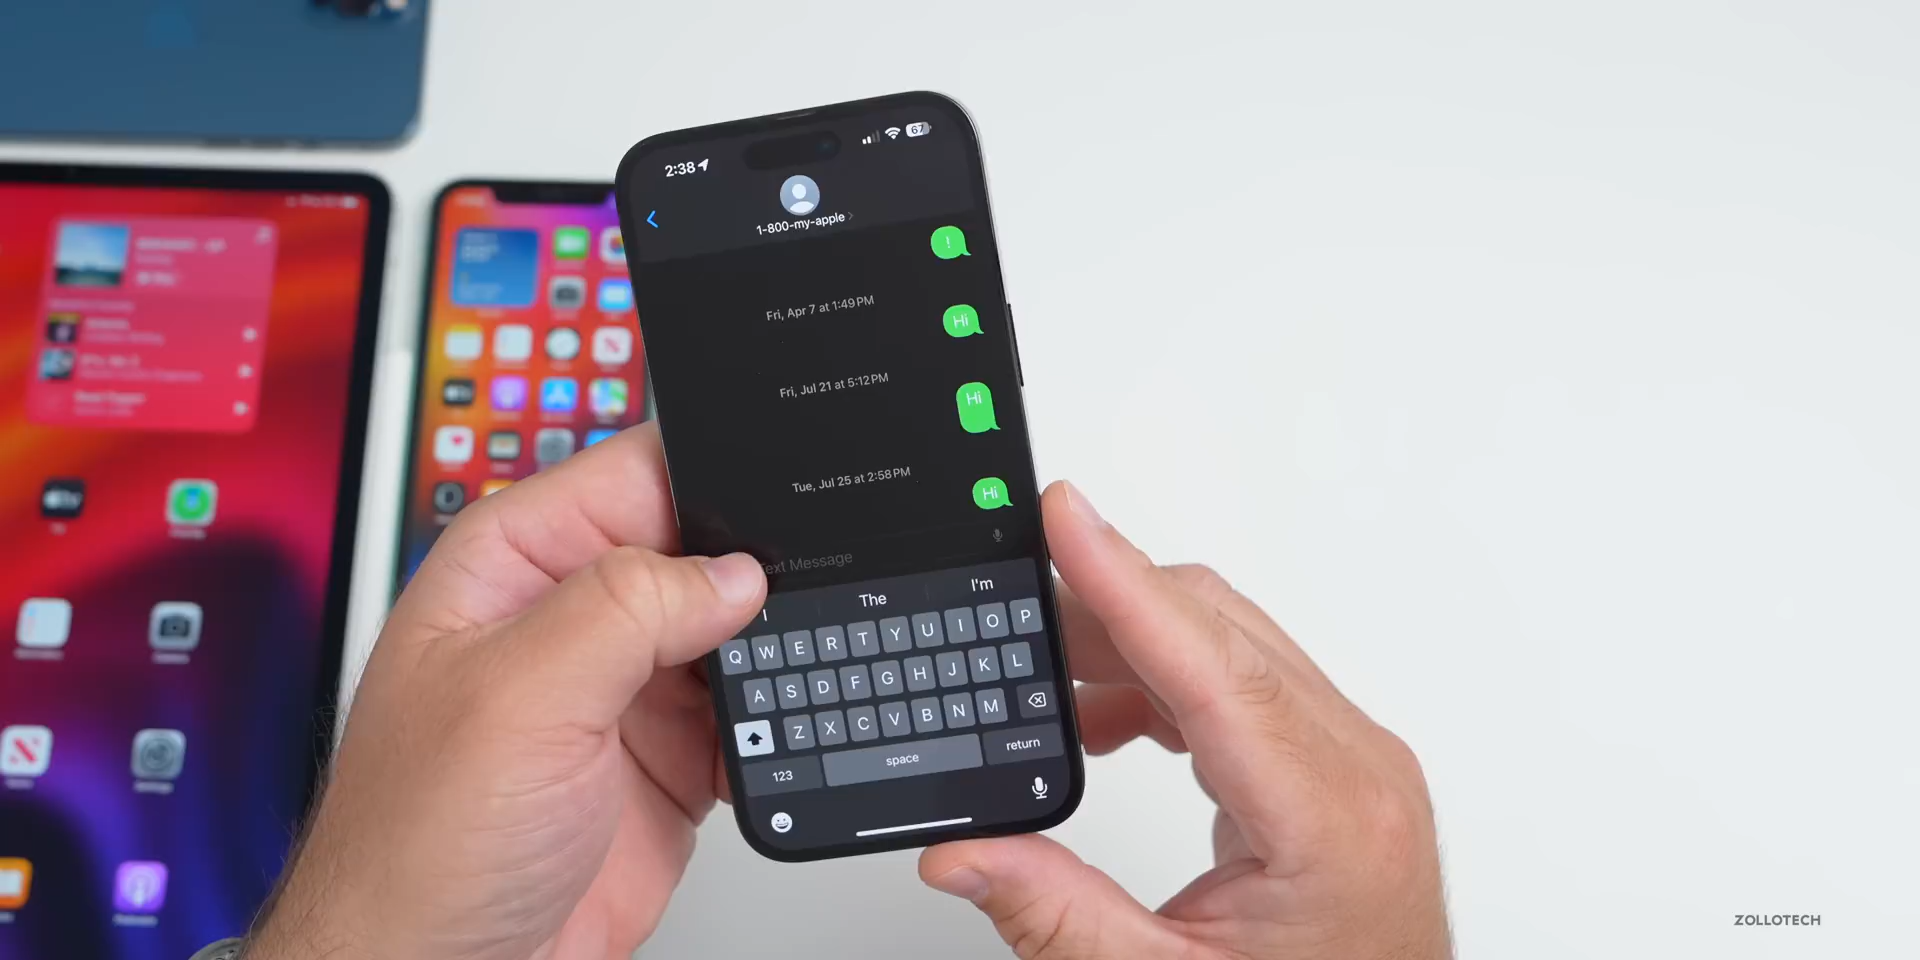 2:38
67
1-800-my-apple
!
Fri, Apr 7 at 1:49 PM
Hi
Fri, Jul 21 at 5:12 PM
Hi
Tue, Jul 25 at 2:58 PM
Hi
Text Message
I
The
I'm
Q W E R T Y U I O P
A S D F G H J K L
Z X C V B N M
123
space
return
ZOLLOTECH